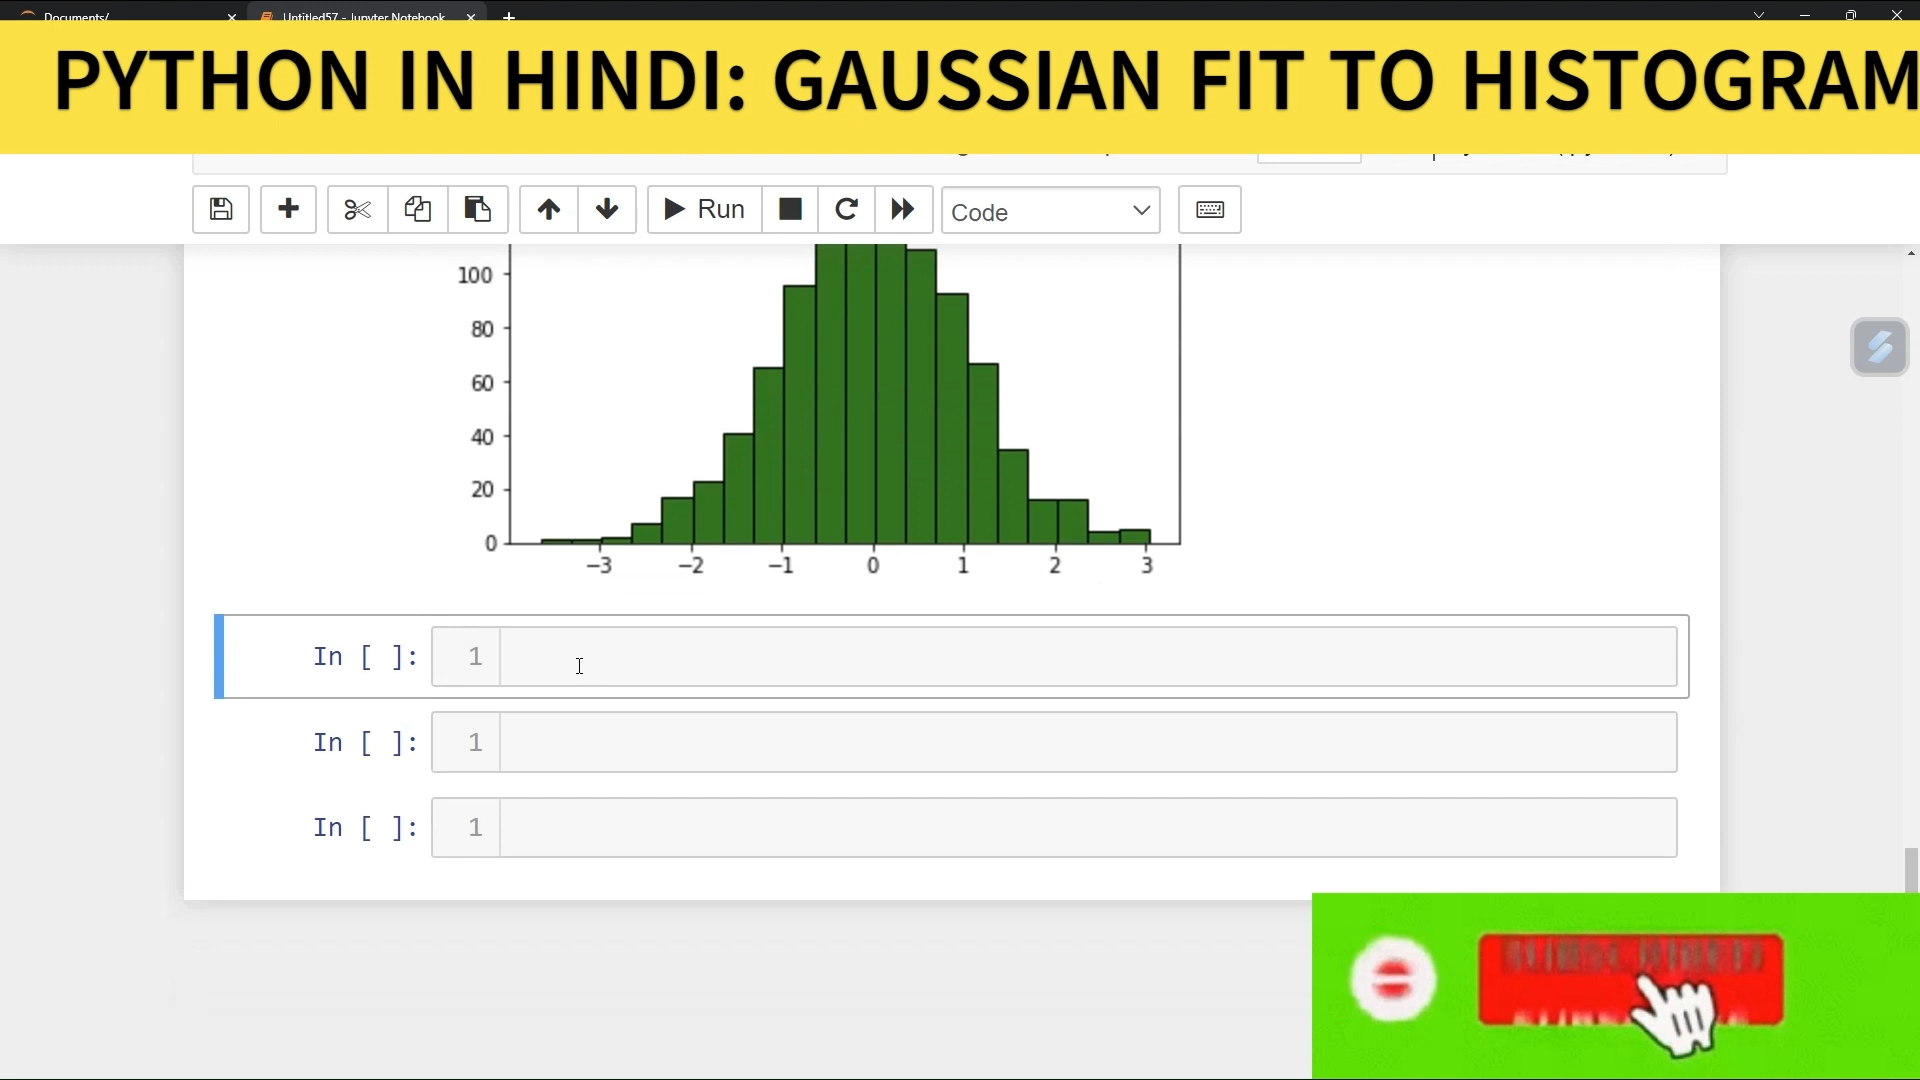 Documents/
Untitled57 - Jupyter Notebook
PYTHON IN HINDI: GAUSSIAN FIT TO HISTOGRAM
Run
Code
100
80
60
40
20
0
−3 −2 −1 0 1 2 3
In [ ]: 1
In [ ]: 1
In [ ]: 1